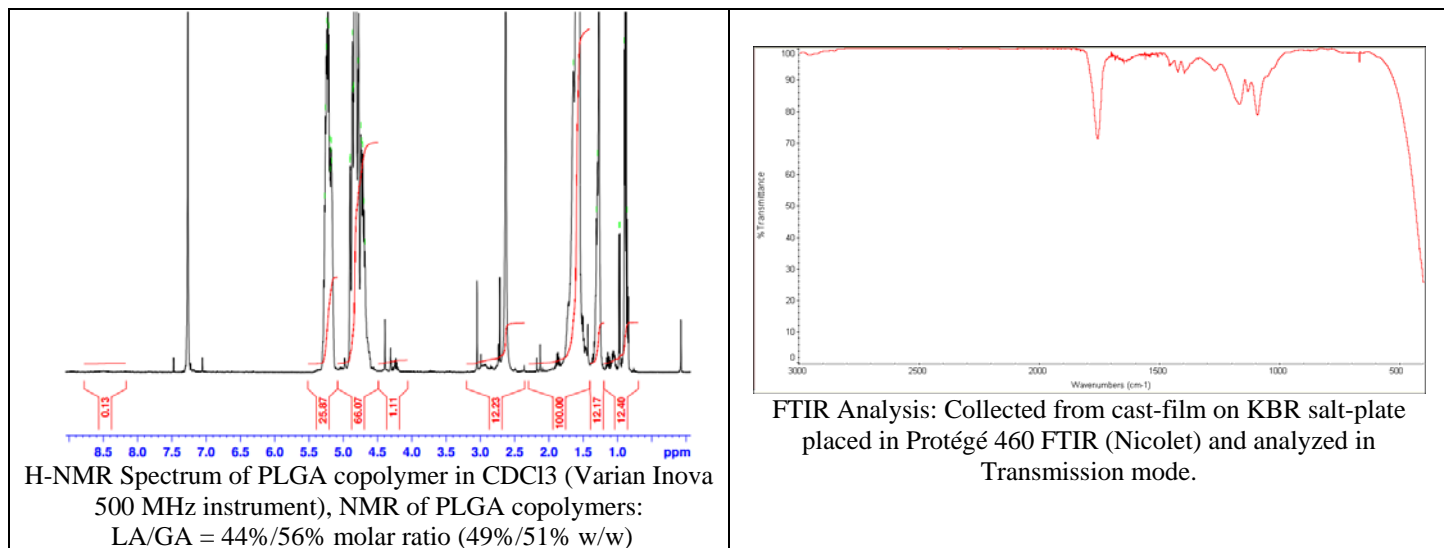 25.87
66.07
1.11
12.23
100.00
12.17
12.40
0.13
8.5 8.0 7.5 7.0 6.5 6.0 5.5 5.0 4.5 4.0 3.5 3.0 2.5 2.0 1.5 1.0 ppm
H-NMR Spectrum of PLGA copolymer in CDCl3 (Varian Inova
500 MHz instrument), NMR of PLGA copolymers:
LA/GA = 44%/56% molar ratio (49%/51% w/w)
100
90
80
70
60
50
40
30
20
10
0
% Transmittance
3000 2500 2000 1500 1000 500
Wavenumbers (cm-1)
FTIR Analysis: Collected from cast-film on KBR salt-plate
placed in Protégé 460 FTIR (Nicolet) and analyzed in
Transmission mode.